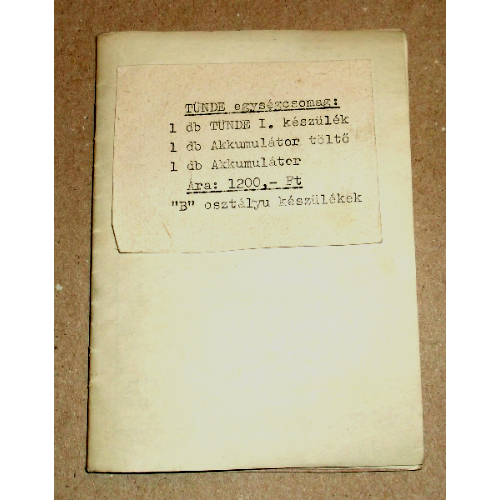 TÜNDE egységcsomag:
1 db TÜNDE I. készülék
1 db Akkumulátor töltő
1 db Akkumulátor
Ára: 1200,- Ft
"B" osztályu készülékek